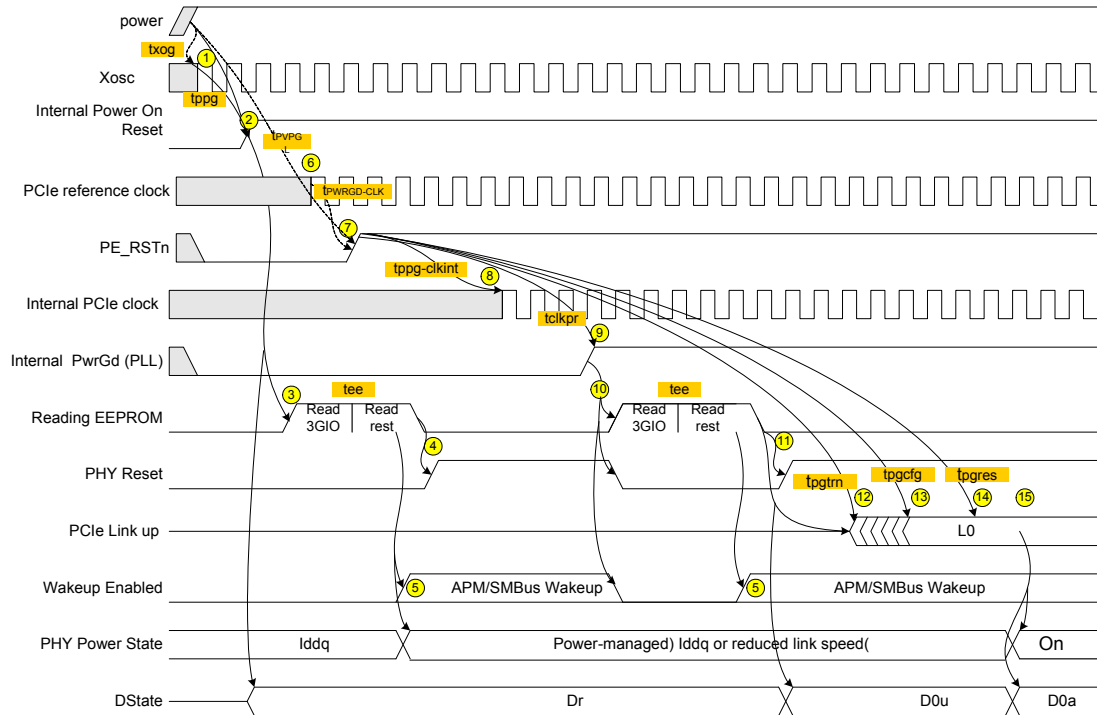 power
txog
1
Xosc
tppg
Internal Power On
Reset
2
tPVPG
L
6
PCIe reference clock
tPWRGD-CLK
7
PE_RSTn
tppg-clkint
8
Internal PCIe clock
tclkpr
9
Internal PwrGd (PLL)
3
tee
10
tee
Reading EEPROM
Read
3GIO
Read
rest
Read
3GIO
Read
rest
4
11
PHY Reset
tpgtrn
tpgcfg
tpgres
12
13
14
15
PCIe Link up
L0
Wakeup Enabled
5
APM/SMBus Wakeup
5
APM/SMBus Wakeup
PHY Power State
Iddq
Power-managed) Iddq or reduced link speed(
On
DState
Dr
D0u
D0a